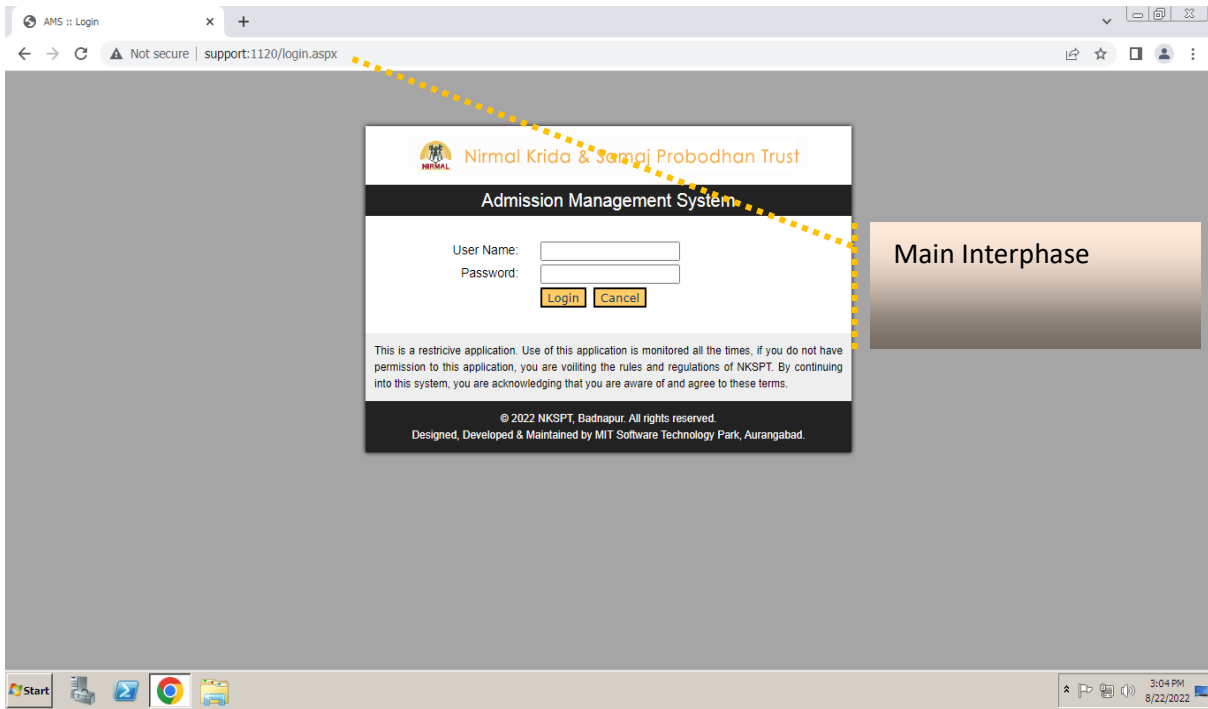 AMS :: Login
Not secure | support:1120/login.aspx
NIRMAL
Nirmal Krida & Samaj Probodhan Trust
Admission Management System
User Name:
Password:
Login Cancel
Main Interphase
This is a restricive application. Use of this application is monitored all the times, if you do not have
permission to this application, you are voiliting the rules and regulations of NKSPT. By continuing
into this system, you are acknowledging that you are aware of and agree to these terms.
© 2022 NKSPT, Badnapur. All rights reserved.
Designed, Developed & Maintained by MIT Software Technology Park, Aurangabad.
Start
3:04 PM
8/22/2022